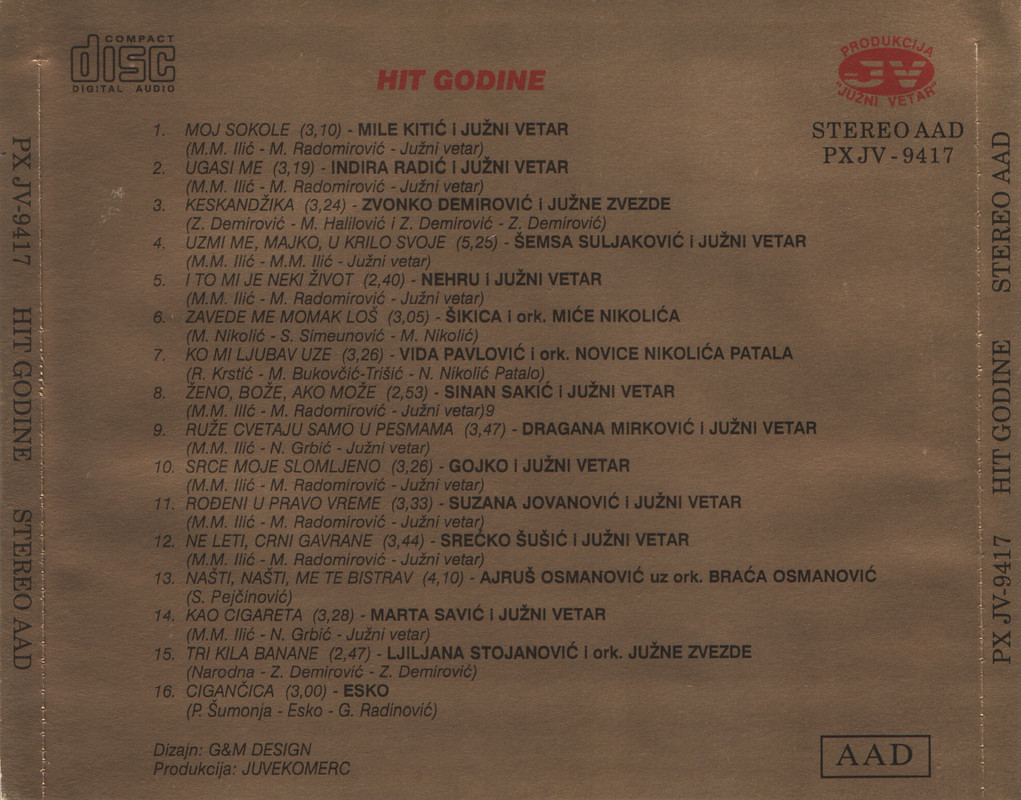 COMPACT
disc
DIGITAL AUDIO
HIT GODINE
PRODUKCIJA
JV
"JUŽNI VETAR"
STEREO AAD
PXJV - 9417
1. MOJ SOKOLE (3,10) - MILE KITIĆ i JUŽNI VETAR
(M.M. Ilić - M. Radomirović - Južni vetar)
2. UGASI ME (3,19) - INDIRA RADIĆ i JUŽNI VETAR
(M.M. Ilić - M. Radomirović - Južni vetar)
3. KESKANDŽIKA (3,24) - ZVONKO DEMIROVIĆ i JUŽNE ZVEZDE
(Z. Demirović - M. Halilović i Z. Demirović - Z. Demirović)
4. UZMI ME, MAJKO, U KRILO SVOJE (5,25) - ŠEMSA SULJAKOVIĆ i JUŽNI VETAR
(M.M. Ilić - M.M. Ilić - Južni vetar)
5. I TO MI JE NEKI ŽIVOT (2,40) - NEHRU i JUŽNI VETAR
(M.M. Ilić - M. Radomirović - Južni vetar)
6. ZAVEDE ME MOMAK LOŠ (3,05) - ŠIKICA i ork. MIĆE NIKOLIĆA
(M. Nikolić - S. Simeunović - M. Nikolić)
7. KO MI LJUBAV UZE (3,26) - VIDA PAVLOVIĆ i ork. NOVICE NIKOLIĆA PATALA
(R. Krstić - M. Bukovčić-Trišić - N. Nikolić Patalo)
8. ŽENO, BOŽE, AKO MOŽE (2,53) - SINAN SAKIĆ i JUŽNI VETAR
(M.M. Ilić - M. Radomirović - Južni vetar)9
9. RUŽE CVETAJU SAMO U PESMAMA (3,47) - DRAGANA MIRKOVIĆ i JUŽNI VETAR
(M.M. Ilić - N. Grbić - Južni vetar)
10. SRCE MOJE SLOMLJENO (3,26) - GOJKO i JUŽNI VETAR
(M.M. Ilić - M. Radomirović - Južni vetar)
11. ROĐENI U PRAVO VREME (3,33) - SUZANA JOVANOVIĆ i JUŽNI VETAR
(M.M. Ilić - M. Radomirović - Južni vetar)
12. NE LETI, CRNI GAVRANE (3,44) - SREĆKO ŠUŠIĆ i JUŽNI VETAR
(M.M. Ilić - M. Radomirović - Južni vetar)
13. NAŠTI, NAŠTI, ME TE BISTRAV (4,10) - AJRUŠ OSMANOVIĆ uz ork. BRAĆA OSMANOVIĆ
(S. Pejčinović)
14. KAO CIGARETA (3,28) - MARTA SAVIĆ i JUŽNI VETAR
(M.M. Ilić - N. Grbić - Južni vetar)
15. TRI KILA BANANE (2,47) - LJILJANA STOJANOVIĆ i ork. JUŽNE ZVEZDE
(Narodna - Z. Demirović - Z. Demirović)
16. CIGANČICA (3,00) - ESKO
(P. Šumonja - Esko - G. Radinović)
Dizajn: G&M DESIGN
Produkcija: JUVEKOMERC
AAD
PX JV-9417 HIT GODINE STEREO AAD
PX JV-9417 HIT GODINE STEREO AAD